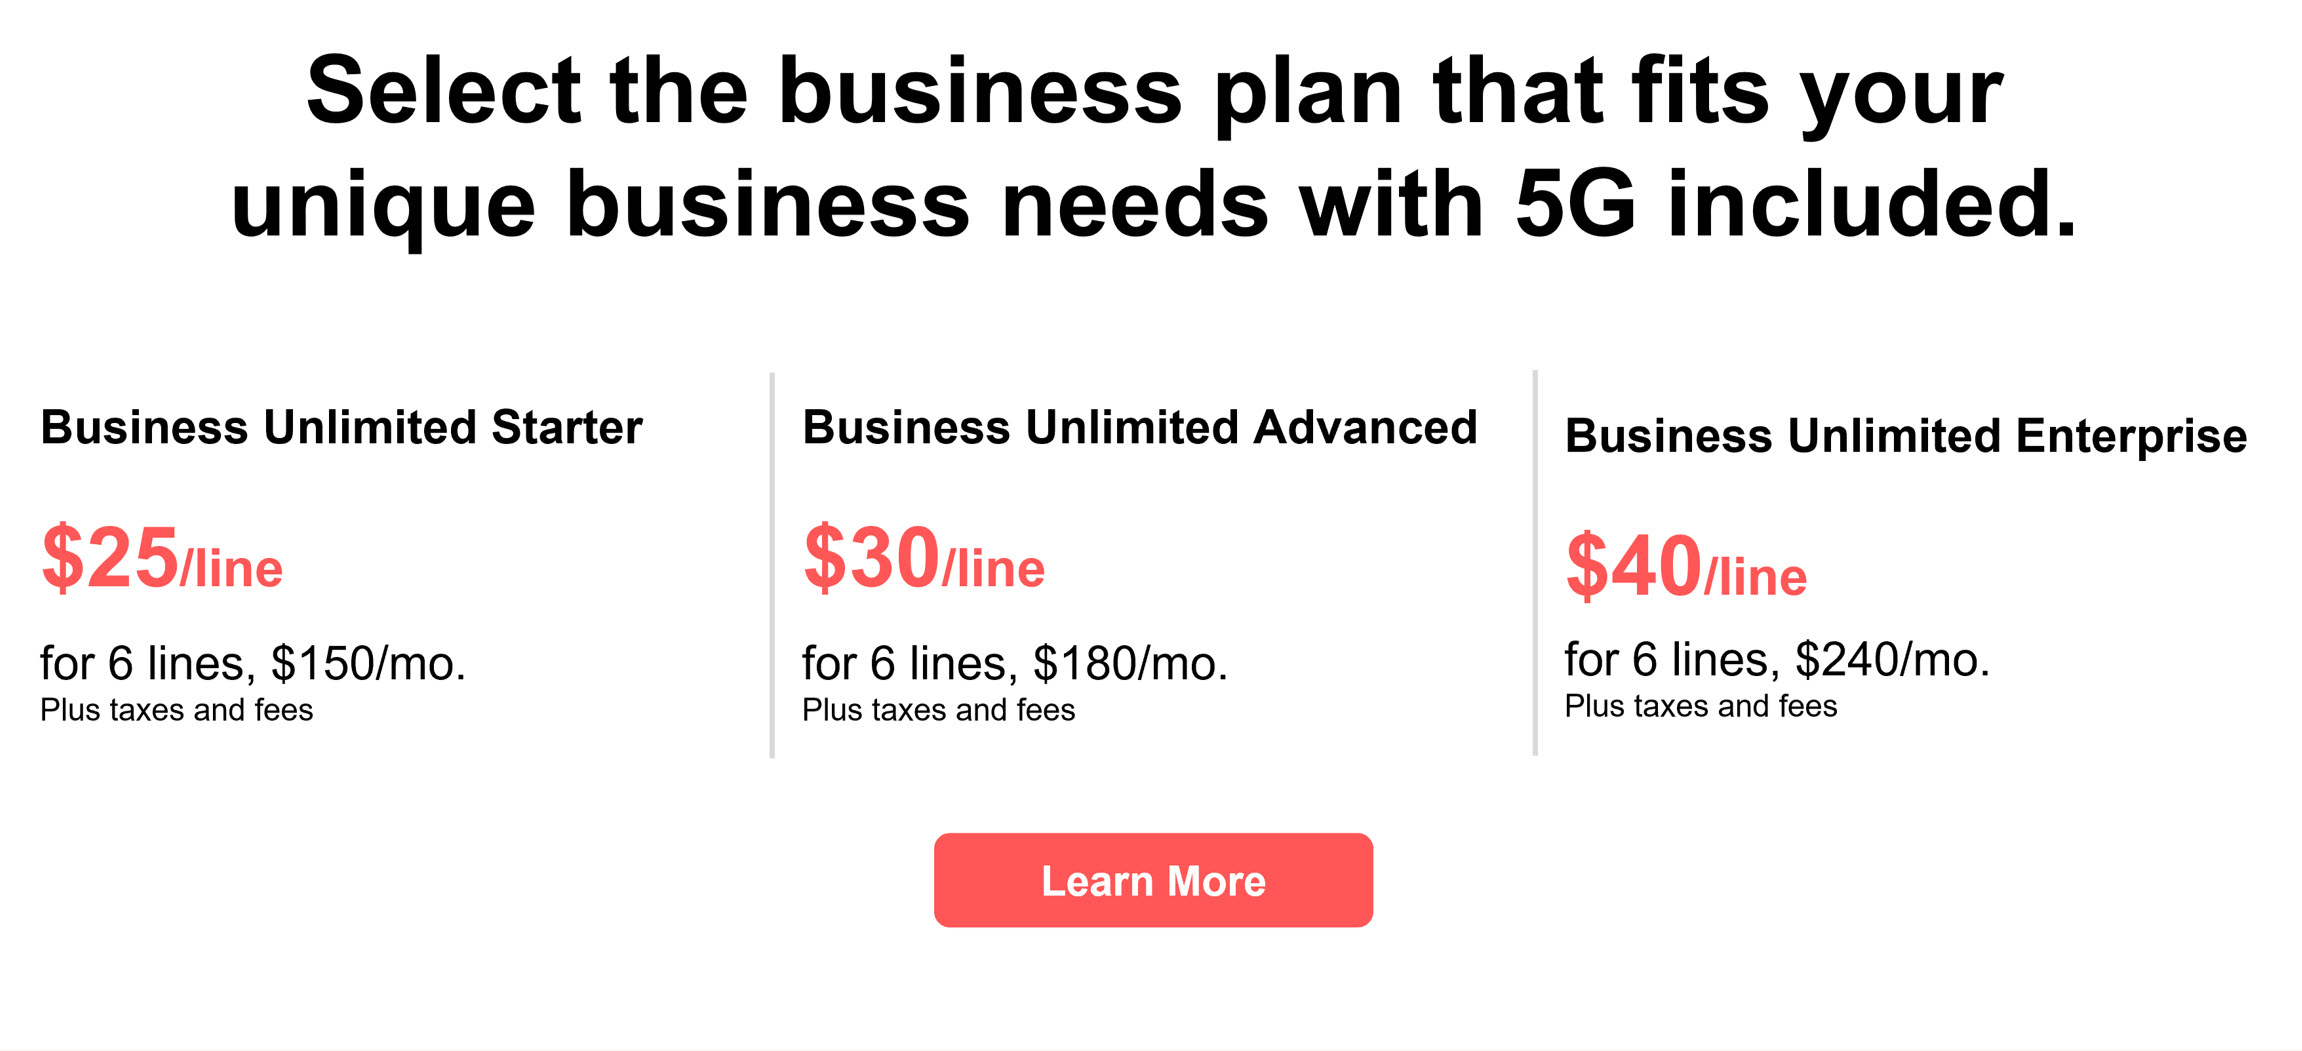 Select the business plan that fits your
unique business needs with 5G included.
Business Unlimited Starter
$25/line
for 6 lines, $150/mo.
Plus taxes and fees
Business Unlimited Advanced
$30/line
for 6 lines, $180/mo.
Plus taxes and fees
Business Unlimited Enterprise
$40/line
for 6 lines, $240/mo.
Plus taxes and fees
Learn More